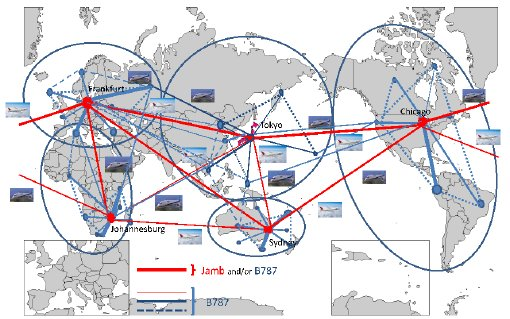 Frankfurt
Chicago
Tokyo
Johannesburg
Sydney
Jamb and/or B787
B787